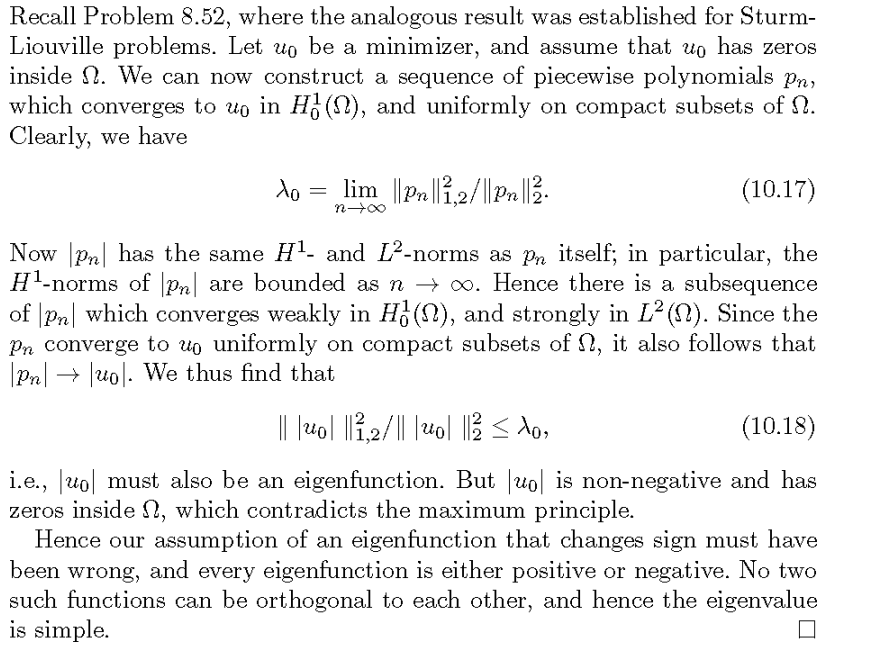 Recall Problem 8.52, where the analogous result was established for Sturm-
Liouville problems. Let u₀ be a minimizer, and assume that u₀ has zeros
inside Ω. We can now construct a sequence of piecewise polynomials pₙ,
which converges to u₀ in H₀¹(Ω), and uniformly on compact subsets of Ω.
Clearly, we have
λ₀ = lim_{n→∞} ‖pₙ‖²₁,₂/‖pₙ‖²₂. (10.17)
Now |pₙ| has the same H¹- and L²-norms as pₙ itself; in particular, the
H¹-norms of |pₙ| are bounded as n → ∞. Hence there is a subsequence
of |pₙ| which converges weakly in H₀¹(Ω), and strongly in L²(Ω). Since the
pₙ converge to u₀ uniformly on compact subsets of Ω, it also follows that
|pₙ| → |u₀|. We thus find that
‖ |u₀| ‖²₁,₂/‖ |u₀| ‖²₂ ≤ λ₀, (10.18)
i.e., |u₀| must also be an eigenfunction. But |u₀| is non-negative and has
zeros inside Ω, which contradicts the maximum principle.
Hence our assumption of an eigenfunction that changes sign must have
been wrong, and every eigenfunction is either positive or negative. No two
such functions can be orthogonal to each other, and hence the eigenvalue
is simple. □